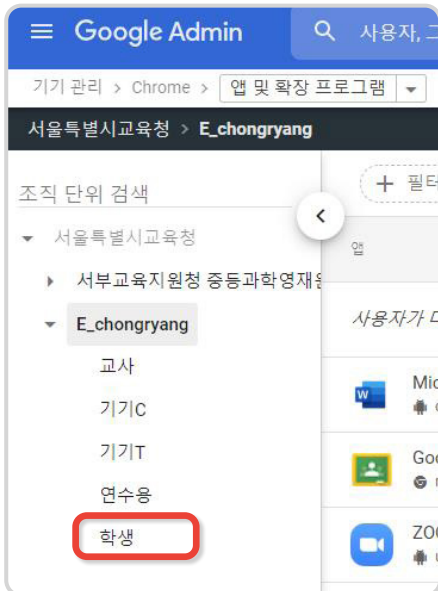 Google Admin
사용자, 그
기기 관리 > Chrome > 앱 및 확장 프로그램
서울특별시교육청 > E_chongryang
조직 단위 검색
+ 필터
서울특별시교육청
앱
서부교육지원청 중등과학영재
E_chongryang
사용자가
교사
Mic
기기C
기기T
Goo
연수용
학생
ZOO